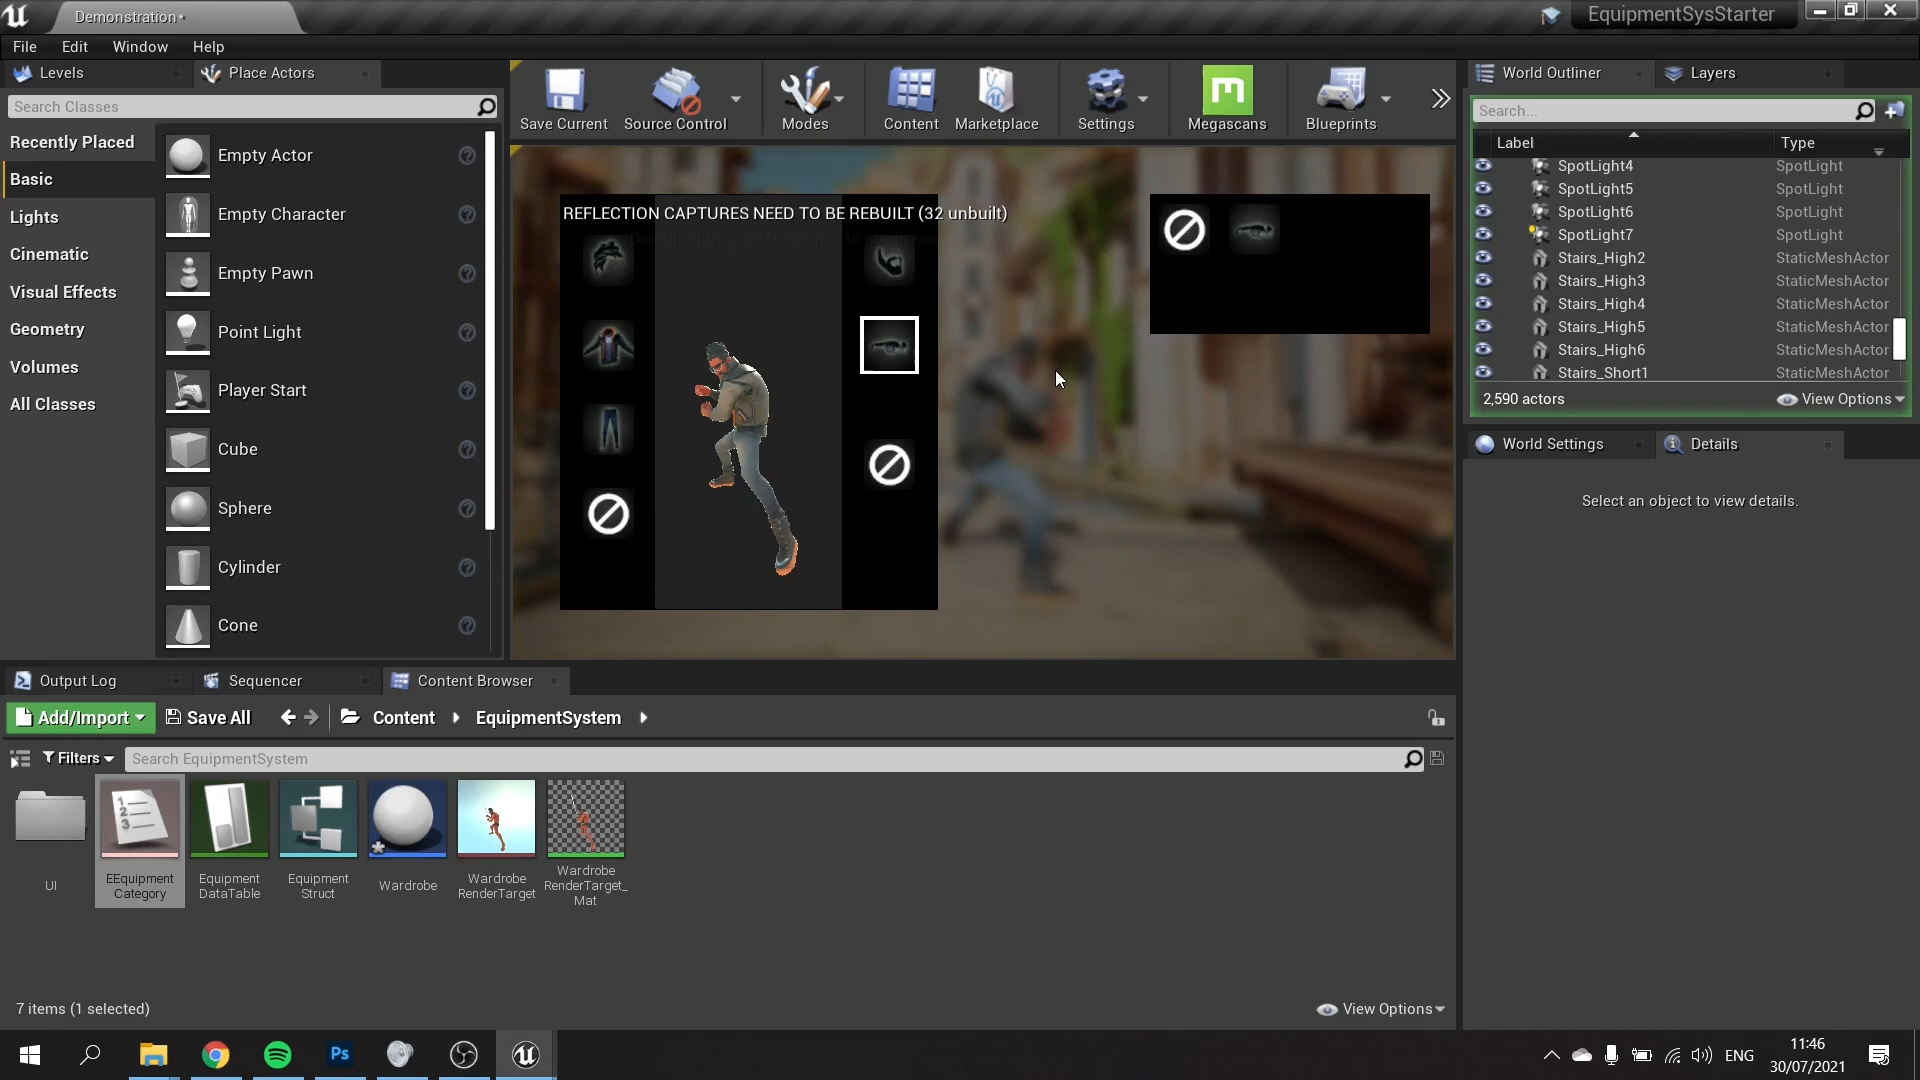 Demonstration*
EquipmentSysStarter
File Edit Window Help
Levels
Place Actors
World Outliner
Layers
Search Classes
Recently Placed
Basic
Lights
Cinematic
Visual Effects
Geometry
Volumes
All Classes
Empty Actor
Empty Character
Empty Pawn
Point Light
Player Start
Cube
Sphere
Cylinder
Cone
Save Current
Source Control
Modes
Content
Marketplace
Settings
Megascans
Blueprints
REFLECTION CAPTURES NEED TO BE REBUILT (32 unbuilt)
Search...
Label Type
SpotLight4 SpotLight
SpotLight5 SpotLight
SpotLight6 SpotLight
SpotLight7 SpotLight
Stairs_High2 StaticMeshActor
Stairs_High3 StaticMeshActor
Stairs_High4 StaticMeshActor
Stairs_High5 StaticMeshActor
Stairs_High6 StaticMeshActor
Stairs_Short1 StaticMeshActor
2,590 actors
View Options
World Settings
Details
Select an object to view details.
Output Log
Sequencer
Content Browser
Add/Import
Save All
Content
EquipmentSystem
Filters
Search EquipmentSystem
1
2
3
UI
EEquipment
Category
Equipment
DataTable
Equipment
Struct
Wardrobe
Wardrobe
RenderTarget
Wardrobe
RenderTarget_
Mat
7 items (1 selected)
View Options
Ps
ENG
11:46
30/07/2021